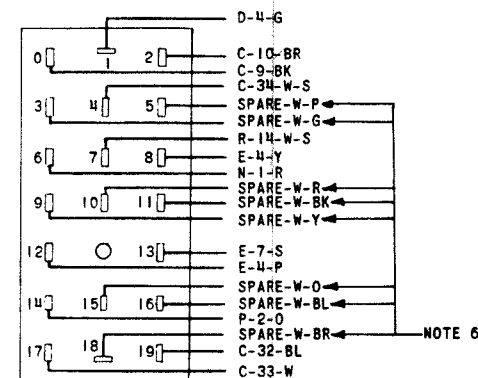 D-4-G
0 1 2 C-10-BR
C-9-BK
C-34-W-S
3 4 5 SPARE-W-P
SPARE-W-G
R-14-W-S
6 7 8 E-4-Y
N-1-R
SPARE-W-R
9 10 11 SPARE-W-BK
SPARE-W-Y
12 13 E-7-S
E-4-P
SPARE-W-O
14 15 16 SPARE-W-BL
P-2-O
SPARE-W-BR NOTE 6
17 18 19 C-32-BL
C-33-W